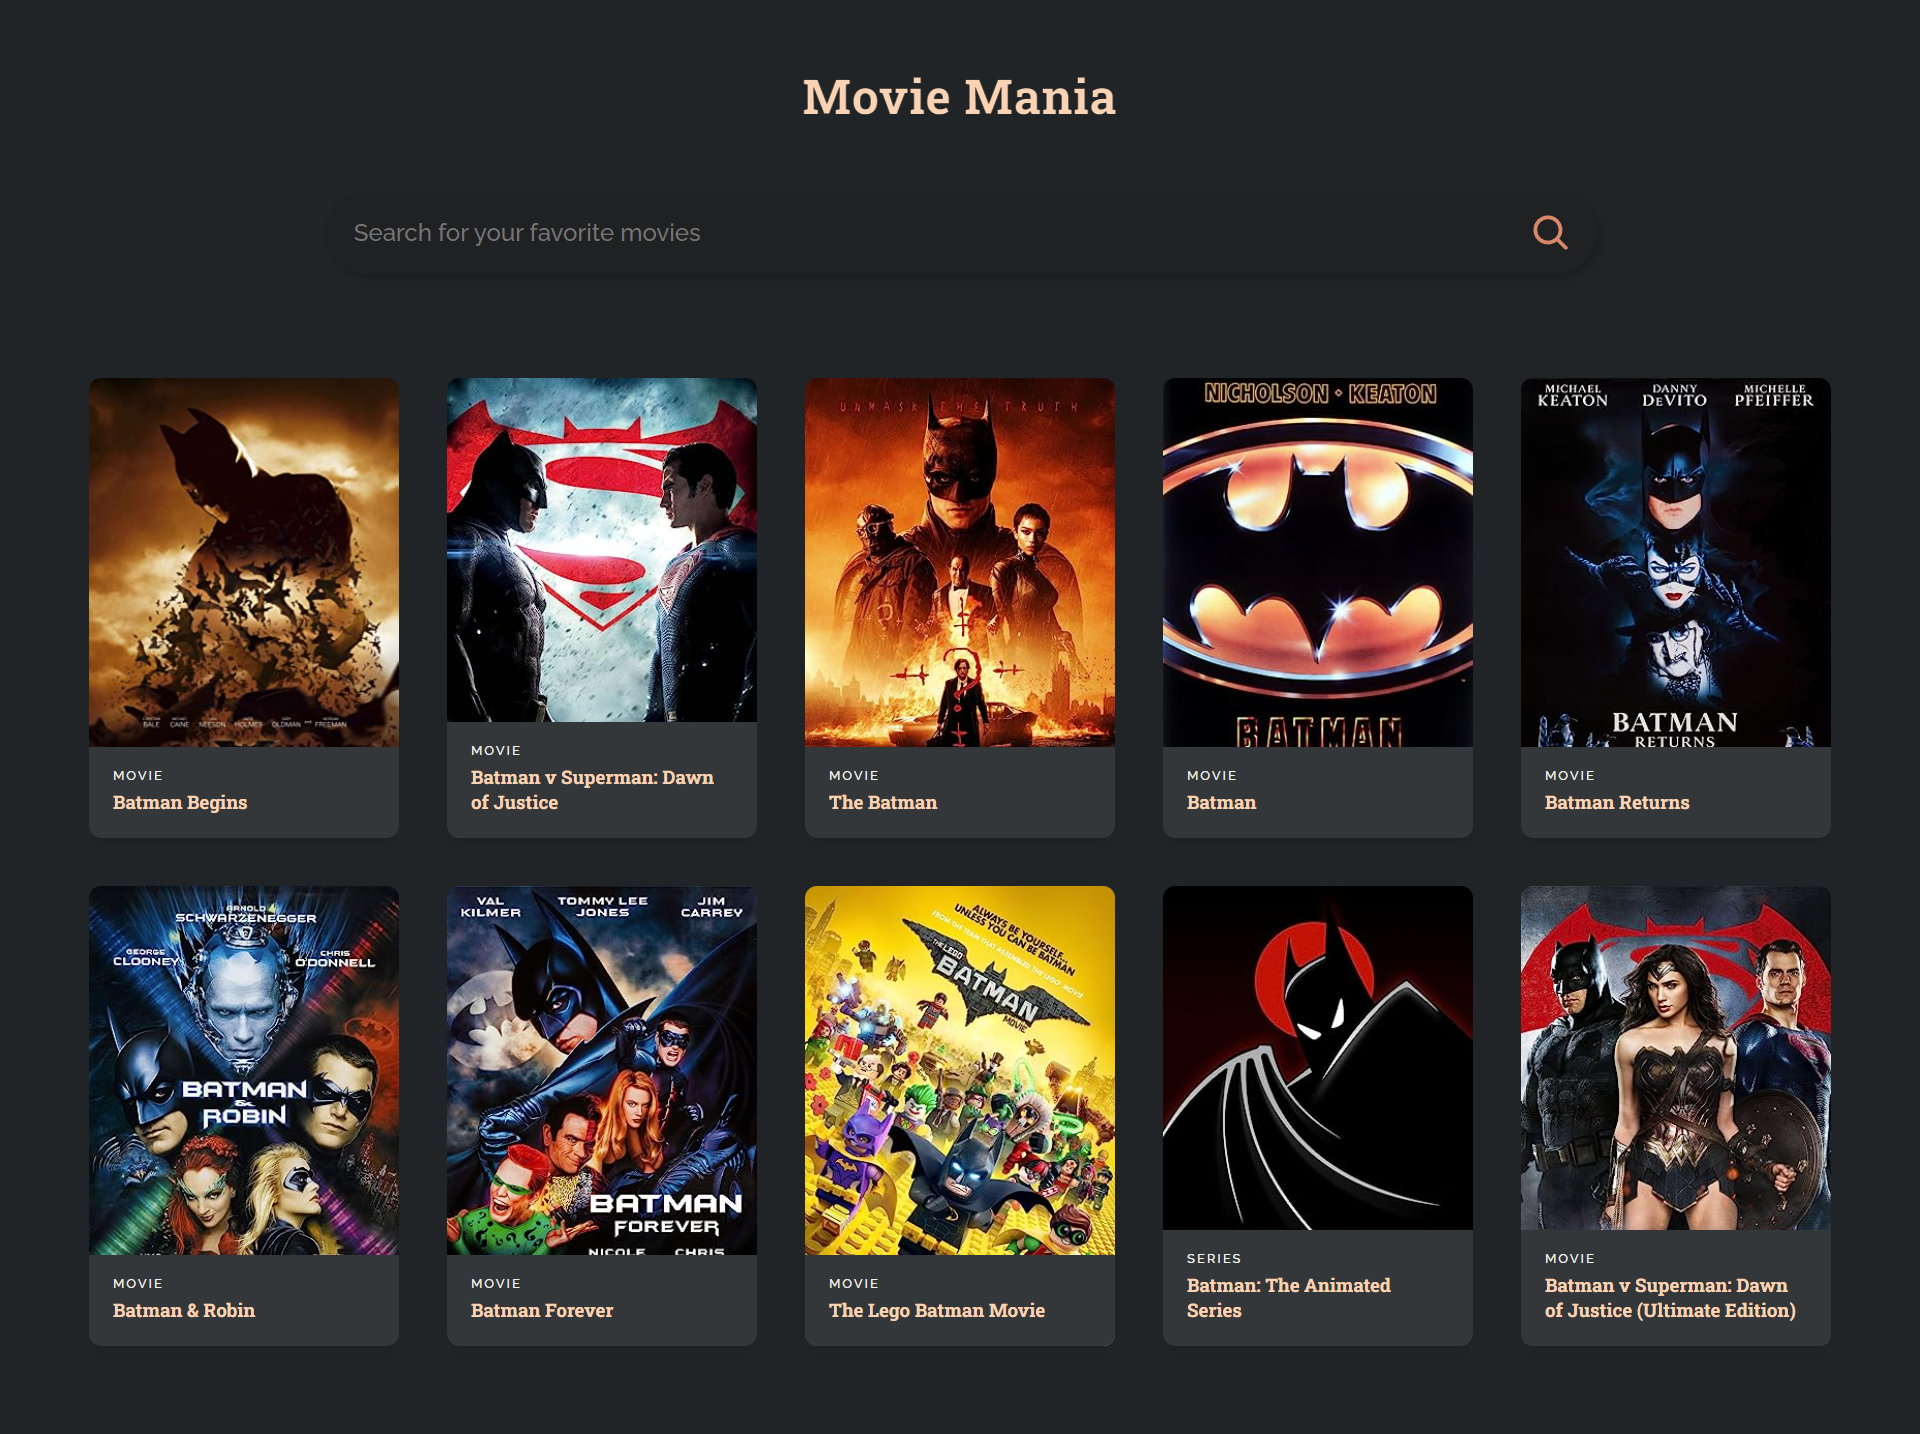 Movie Mania
Search for your favorite movies
UNMASK THE TRUTH
NICHOLSON · KEATON
MICHAEL KEATON
DANNY DEVITO
MICHELLE PFEIFFER
BALE CAINE NEESON HOLMES OLDMAN AND FREEMAN
BATMAN
BATMAN
RETURNS
MOVIE
Batman Begins
MOVIE
Batman v Superman: Dawn
of Justice
MOVIE
The Batman
MOVIE
Batman
MOVIE
Batman Returns
ARNOLD
SCHWARZENEGGER
GEORGE
CLOONEY
CHRIS
O'DONNELL
BATMAN
&
ROBIN
VAL
KILMER
TOMMY LEE
JONES
JIM
CARREY
BATMAN
FOREVER
NICOLE CHRIS
ALWAYS BE YOURSELF...
UNLESS YOU CAN BE BATMAN
FROM THE TEAM THAT ASSEMBLED THE LEGO MOVIE
THE LEGO
BATMAN
MOVIE
MOVIE
Batman & Robin
MOVIE
Batman Forever
MOVIE
The Lego Batman Movie
SERIES
Batman: The Animated
Series
MOVIE
Batman v Superman: Dawn
of Justice (Ultimate Edition)